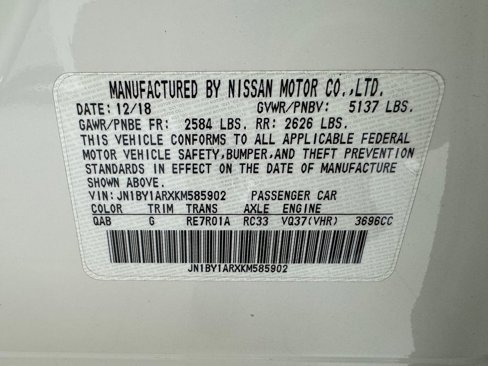 MANUFACTURED BY NISSAN MOTOR CO.,LTD.
DATE: 12/18 GVWR/PNBV: 5137 LBS.
GAWR/PNBE FR: 2584 LBS. RR: 2626 LBS.
THIS VEHICLE CONFORMS TO ALL APPLICABLE FEDERAL
MOTOR VEHICLE SAFETY,BUMPER,AND THEFT PREVENTION
STANDARDS IN EFFECT ON THE DATE OF MANUFACTURE
SHOWN ABOVE.
VIN: JN1BY1ARXKM585902 PASSENGER CAR
COLOR TRIM TRANS AXLE ENGINE
QAB G RE7R01A RC33 VQ37(VHR) 3696CC
JN1BY1ARXKM585902